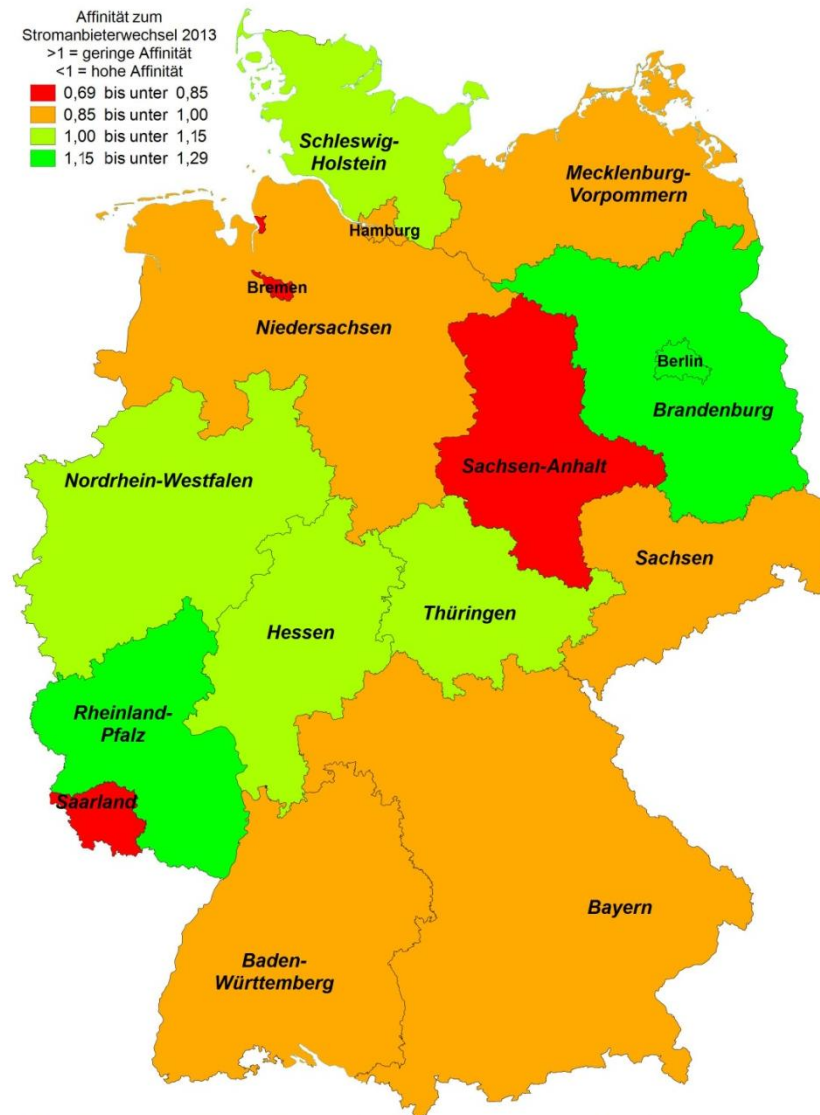 Affinität zum
Stromanbieterwechsel 2013
>1 = geringe Affinität
<1 = hohe Affinität
0,69 bis unter 0,85
0,85 bis unter 1,00
1,00 bis unter 1,15
1,15 bis unter 1,29
Schleswig-
Holstein
Mecklenburg-
Vorpommern
Hamburg
Bremen
Niedersachsen
Berlin
Brandenburg
Sachsen-Anhalt
Nordrhein-Westfalen
Sachsen
Thüringen
Hessen
Rheinland-
Pfalz
Saarland
Bayern
Baden-
Württemberg